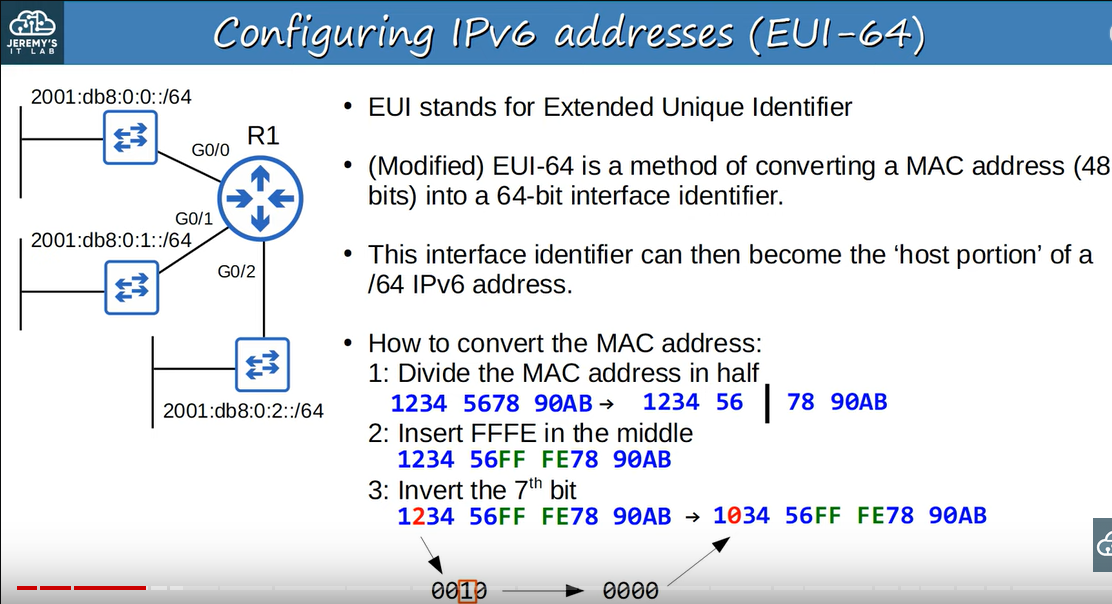 JEREMY'S
IT LAB
Configuring IPv6 addresses (EUI-64)
2001:db8:0:0::/64
R1
G0/0
G0/1
2001:db8:0:1::/64
G0/2
2001:db8:0:2::/64
• EUI stands for Extended Unique Identifier
• (Modified) EUI-64 is a method of converting a MAC address (48
bits) into a 64-bit interface identifier.
• This interface identifier can then become the ‘host portion’ of a
/64 IPv6 address.
• How to convert the MAC address:
1: Divide the MAC address in half
1234 5678 90AB → 1234 56 | 78 90AB
2: Insert FFFE in the middle
1234 56FF FE78 90AB
3: Invert the 7th bit
1234 56FF FE78 90AB → 1034 56FF FE78 90AB
0010 → 0000